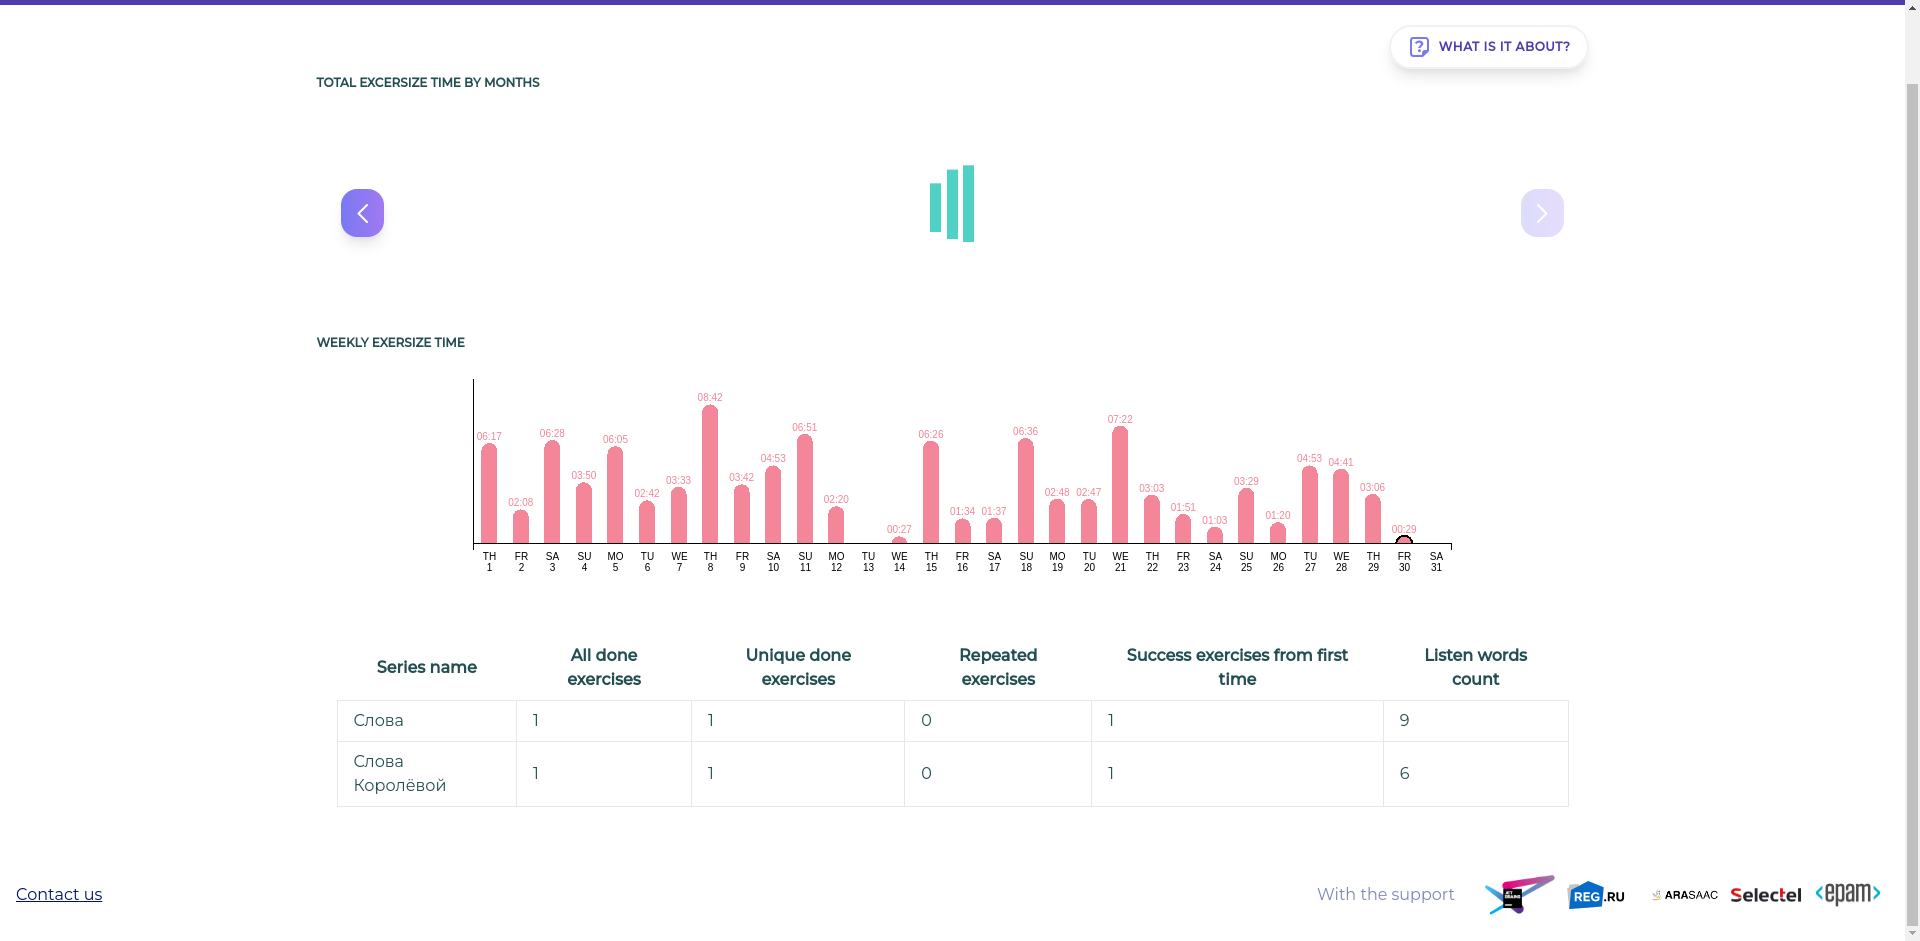 WHAT IS IT ABOUT?
TOTAL EXCERSIZE TIME BY MONTHS
WEEKLY EXERSIZE TIME
06:17 02:08 06:28 03:50 06:05 02:42 03:33 08:42 03:42 04:53 06:51 02:20 00:27 06:26 01:34 01:37 06:36 02:48 02:47 07:22 03:03 01:51 01:03 03:29 01:20 04:53 04:41 03:06 00:29
TH FR SA SU MO TU WE TH FR SA SU MO TU WE TH FR SA SU MO TU WE TH FR SA SU MO TU WE TH FR SA
1 2 3 4 5 6 7 8 9 10 11 12 13 14 15 16 17 18 19 20 21 22 23 24 25 26 27 28 29 30 31
Series name
All done
exercises
Unique done
exercises
Repeated
exercises
Success exercises from first
time
Listen words
count
Слова 1 1 0 1 9
Слова
Королёвой
1 1 0 1 6
Contact us
With the support
JET
BRAINS
REG.RU
ARASAAC
Selectel
<epam>